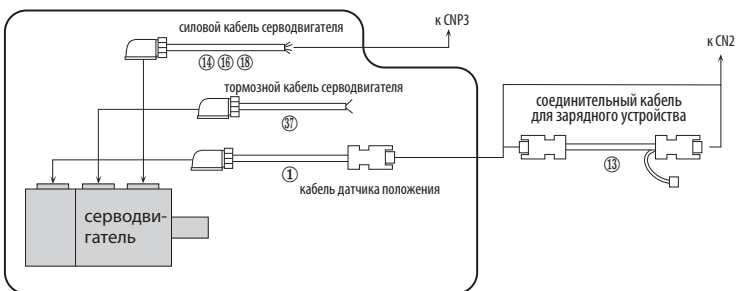 силовой кабель серводвигателя
к CNP3
⑭ ⑯ ⑱
к CN2
тормозной кабель серводвигателя
㊲
соединительный кабель
для зарядного устройства
⑬
①
кабель датчика положения
серводви-
гатель